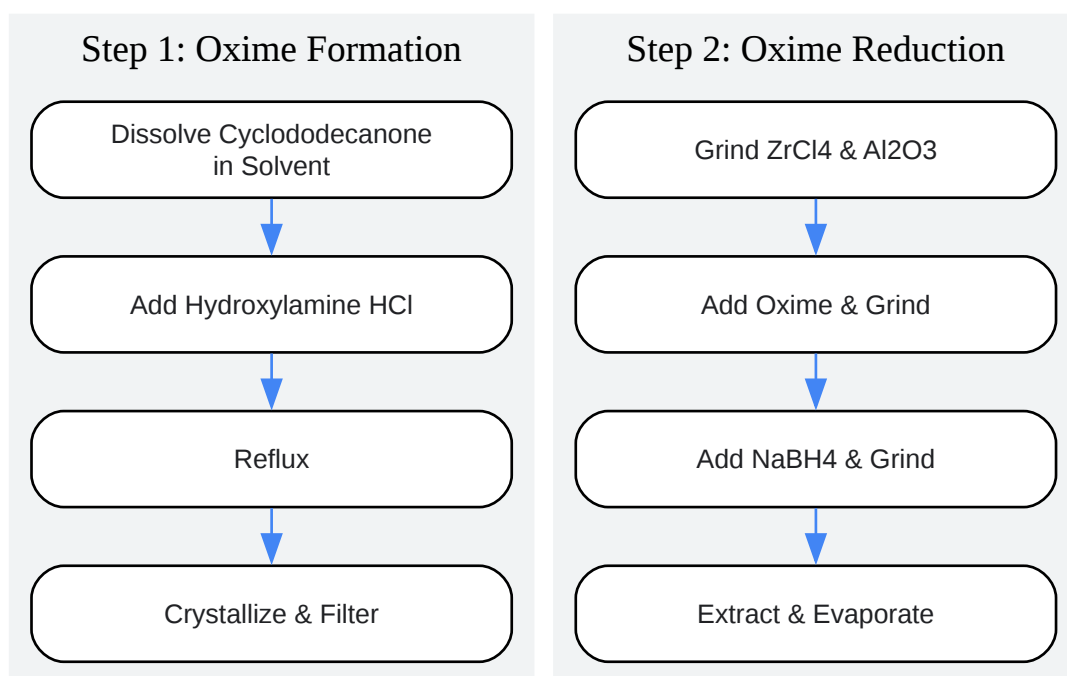 Step 1: Oxime Formation
Dissolve Cyclododecanone
in Solvent
Add Hydroxylamine HCl
Reflux
Crystallize & Filter
Step 2: Oxime Reduction
Grind ZrCl4 & Al2O3
Add Oxime & Grind
Add NaBH4 & Grind
Extract & Evaporate